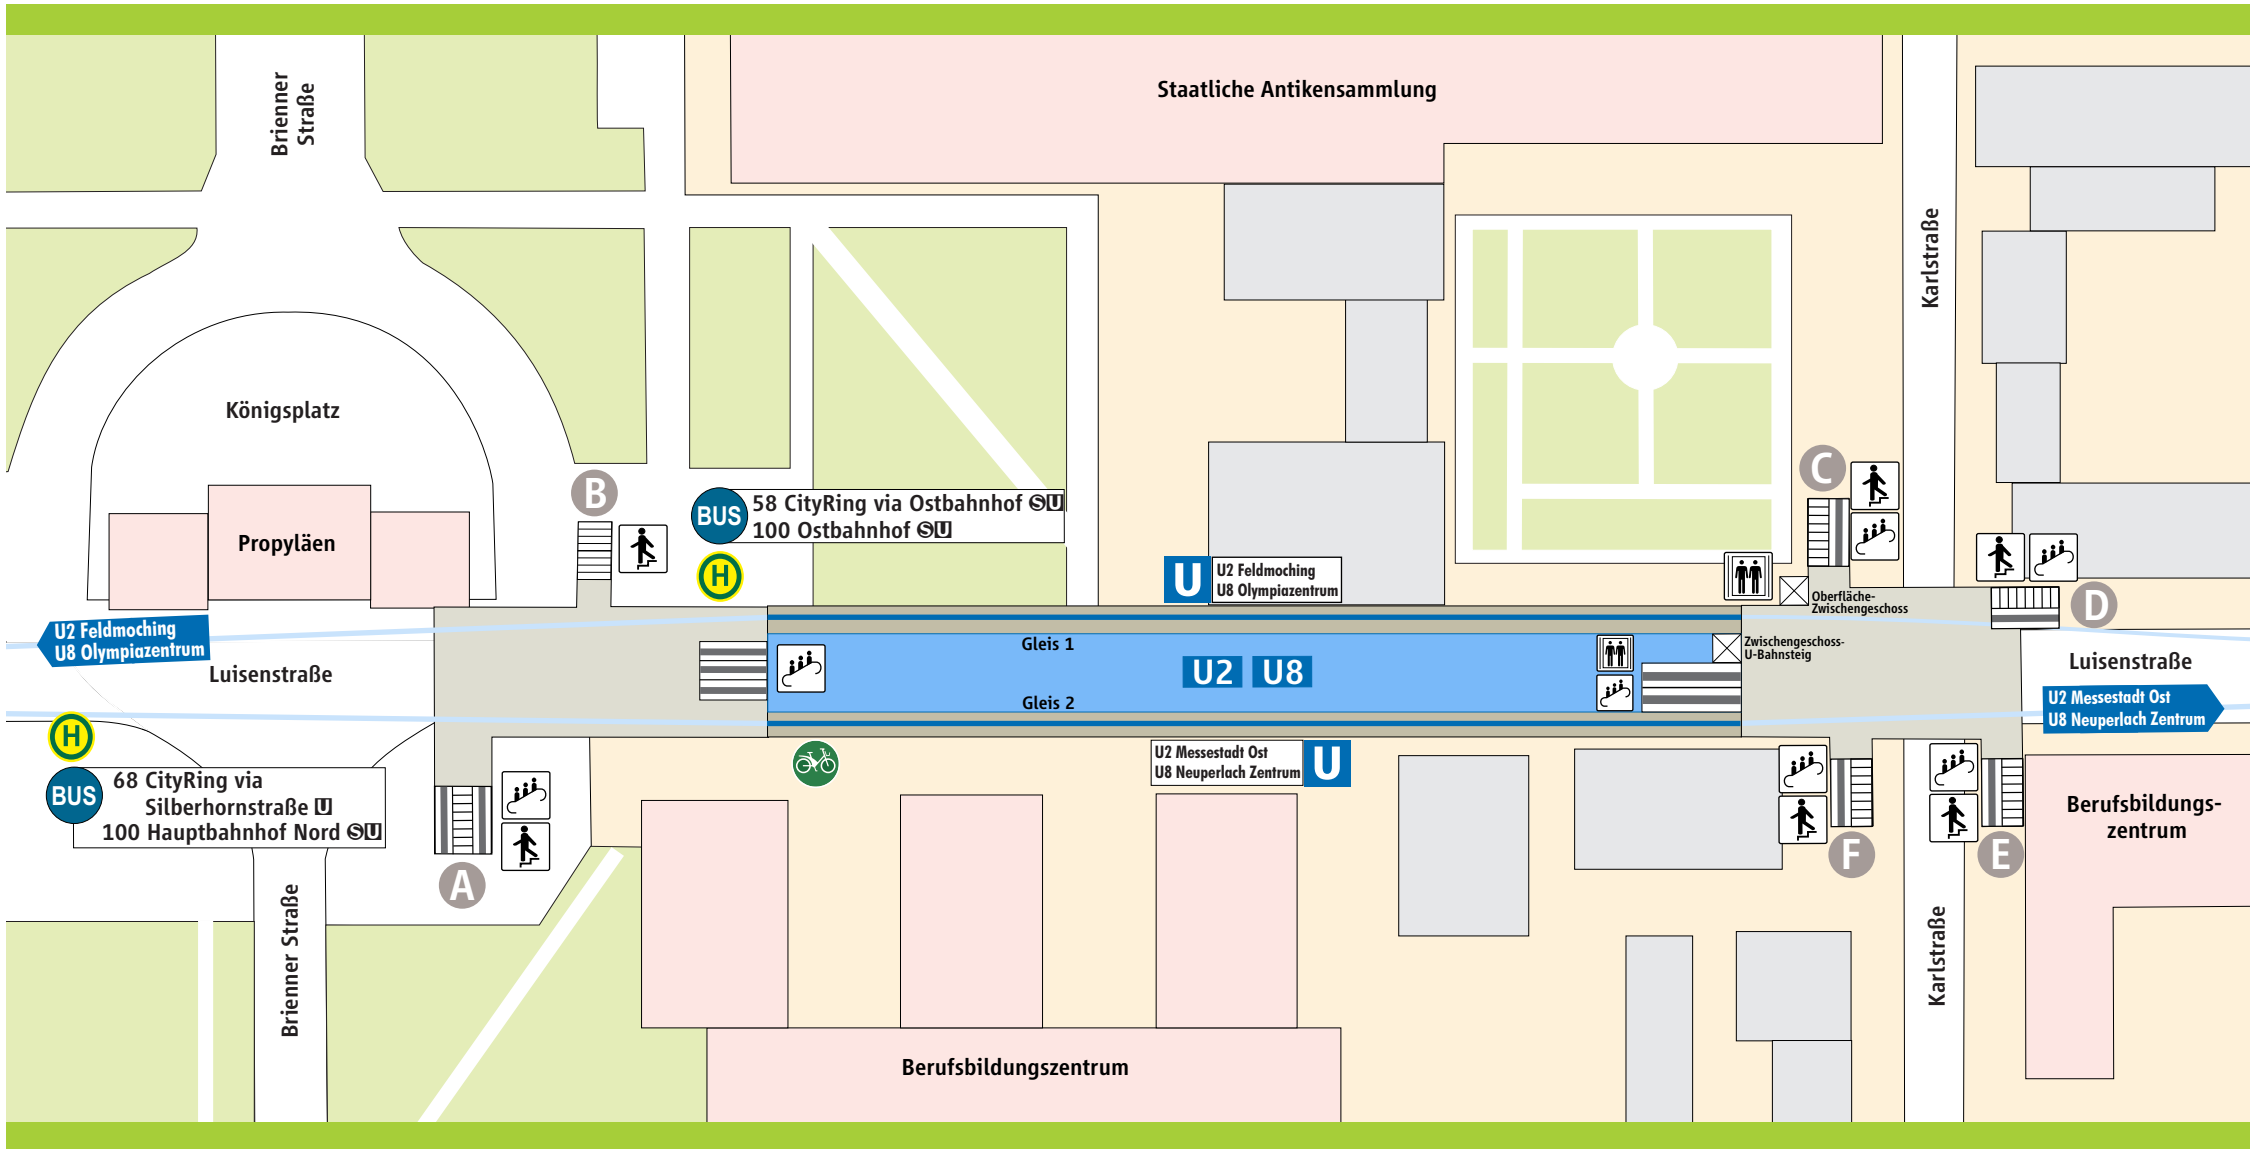 Brienner
Straße
Staatliche Antikensammlung
Karlstraße
Königsplatz
Propyläen
B
BUS
58 CityRing via Ostbahnhof S U
100 Ostbahnhof S U
H
C
D
U
U2 Feldmoching
U8 Olympiazentrum
Oberfläche-
Zwischengeschoss
U2 Feldmoching
U8 Olympiazentrum
Luisenstraße
Gleis 1
U2 U8
Gleis 2
Zwischengeschoss-
U-Bahnsteig
Luisenstraße
U2 Messestadt Ost
U8 Neuperlach Zentrum
H
BUS
68 CityRing via
Silberhornstraße U
100 Hauptbahnhof Nord S U
A
U2 Messestadt Ost
U8 Neuperlach Zentrum
U
F
E
Berufsbildungs-
zentrum
Brienner Straße
Karlstraße
Berufsbildungszentrum